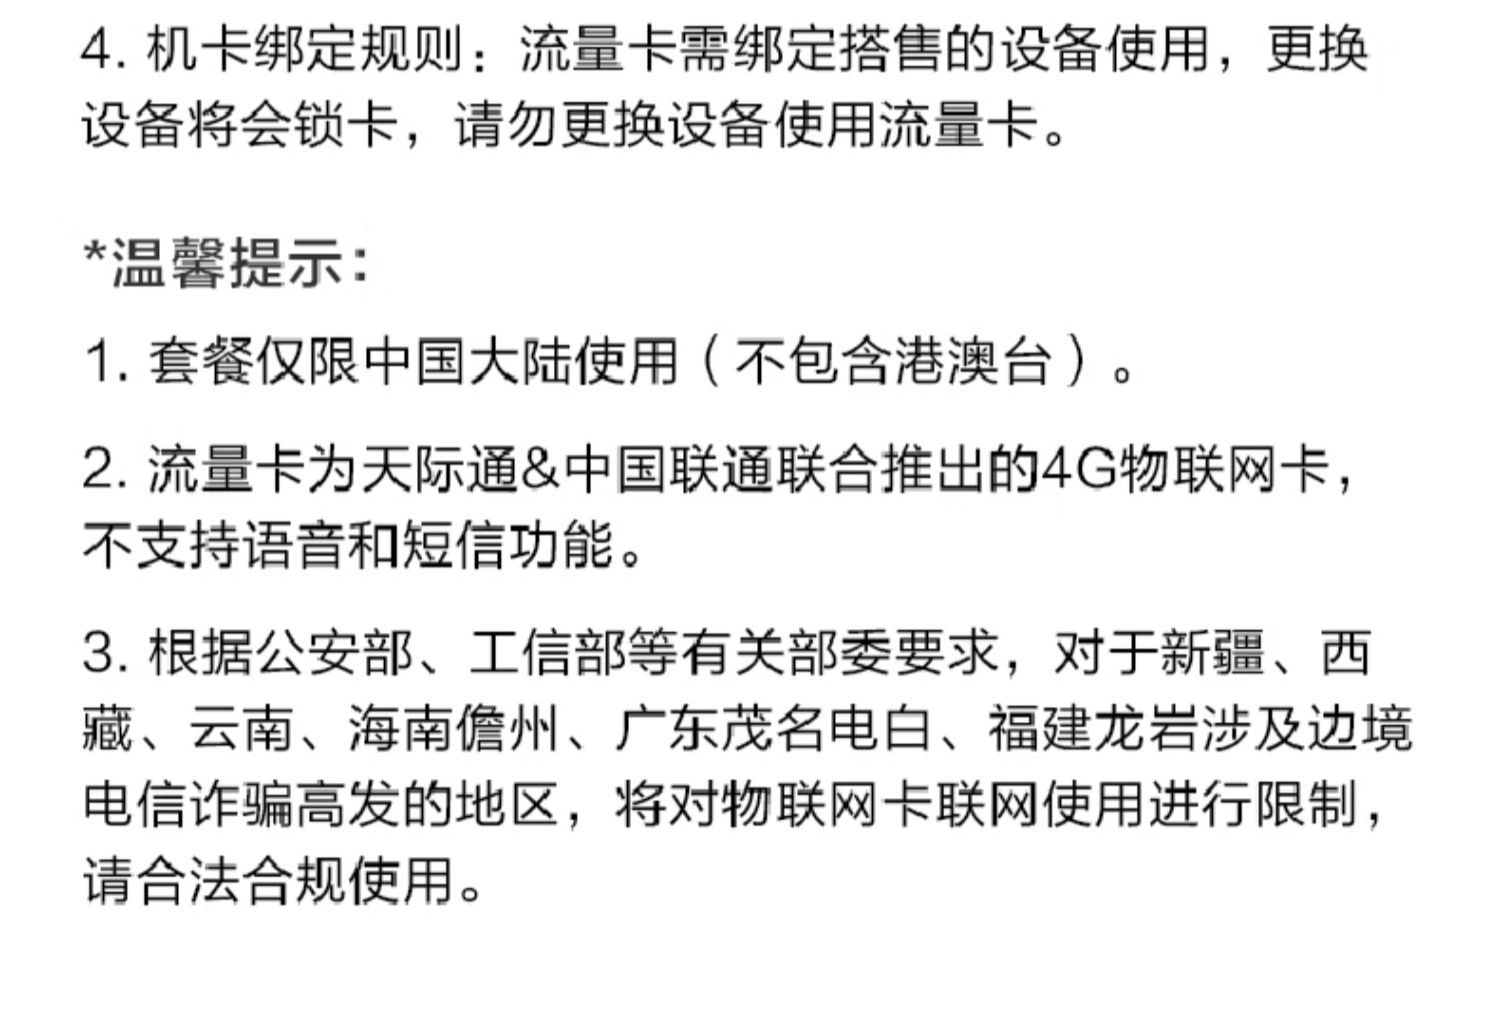 4. 机卡绑定规则：流量卡需绑定搭售的设备使用，更换
设备将会锁卡，请勿更换设备使用流量卡。
*温馨提示：
1. 套餐仅限中国大陆使用（不包含港澳台）。
2. 流量卡为天际通&中国联通联合推出的4G物联网卡，
不支持语音和短信功能。
3. 根据公安部、工信部等有关部委要求，对于新疆、西
藏、云南、海南儋州、广东茂名电白、福建龙岩涉及边境
电信诈骗高发的地区，将对物联网卡联网使用进行限制，
请合法合规使用。